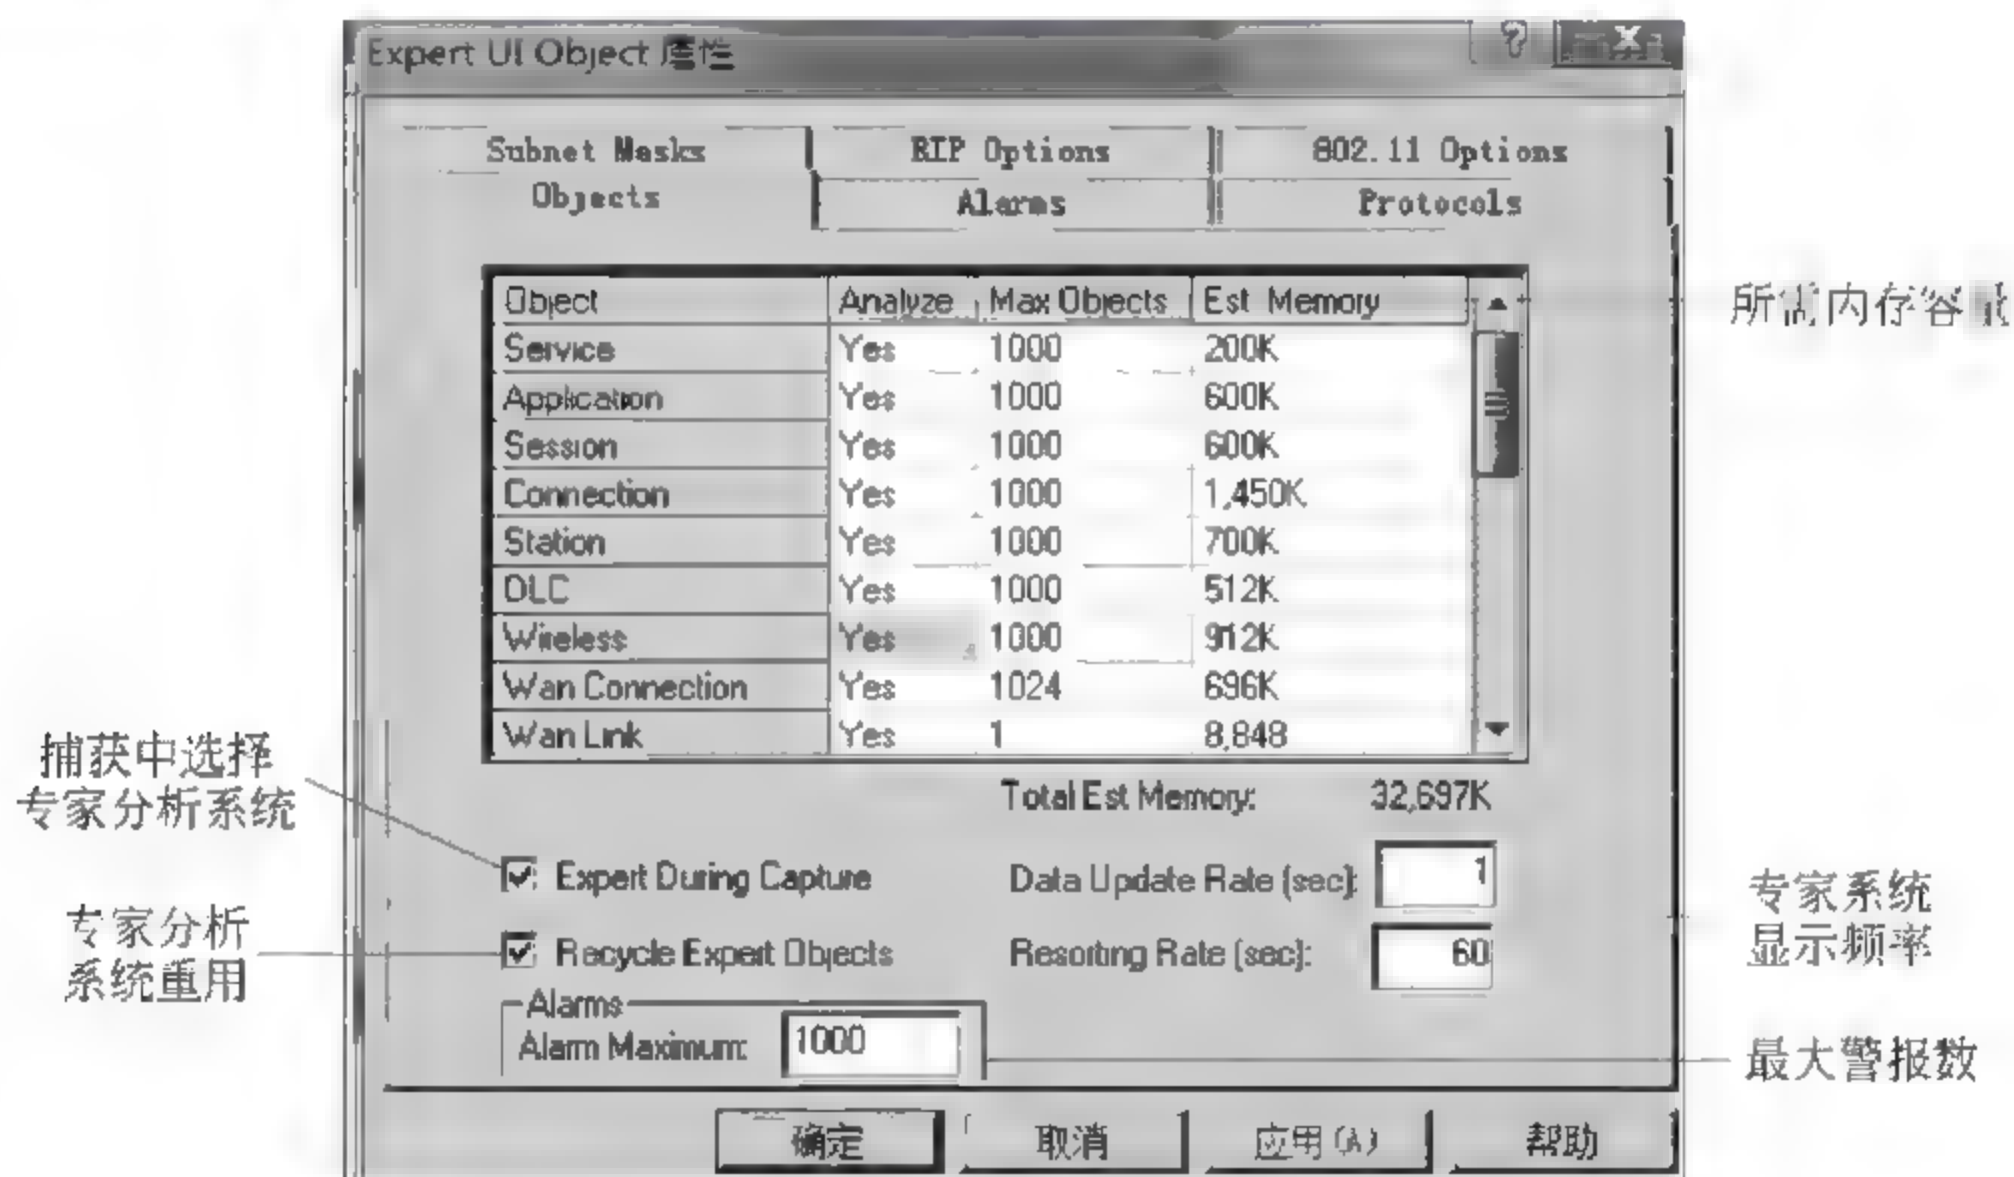 Expert UI Object 属性
Subnet Masks RIP Options 802.11 Options
Objects Alarms Protocols
Object Analyze Max Objects Est Memory
所需内存容量
Service Yes 1000 200K
Application Yes 1000 600K
Session Yes 1000 600K
Connection Yes 1000 1,450K
Station Yes 1000 700K
DLC Yes 1000 512K
Wireless Yes 1000 912K
Wan Connection Yes 1024 696K
Wan Link Yes 1 8,848
Total Est Memory: 32,697K
捕获中选择
专家分析系统
Expert During Capture
Data Update Rate (sec): 1
专家分析
系统重用
Recycle Expert Objects
Resorting Rate (sec): 60
专家系统
显示频率
Alarms
Alarm Maximum: 1000
最大警报数
确定 取消 应用(A) 帮助